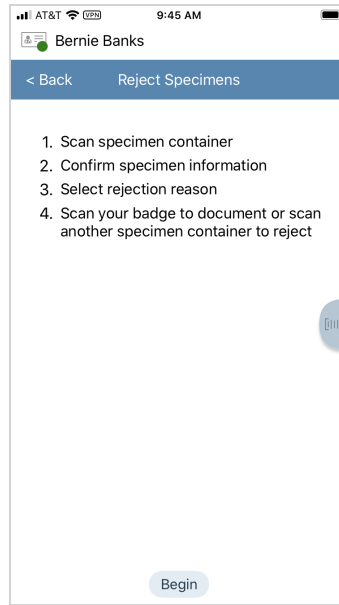 AT&T VPN 9:45 AM
Bernie Banks
< Back Reject Specimens
1. Scan specimen container
2. Confirm specimen information
3. Select rejection reason
4. Scan your badge to document or scan
another specimen container to reject
Begin